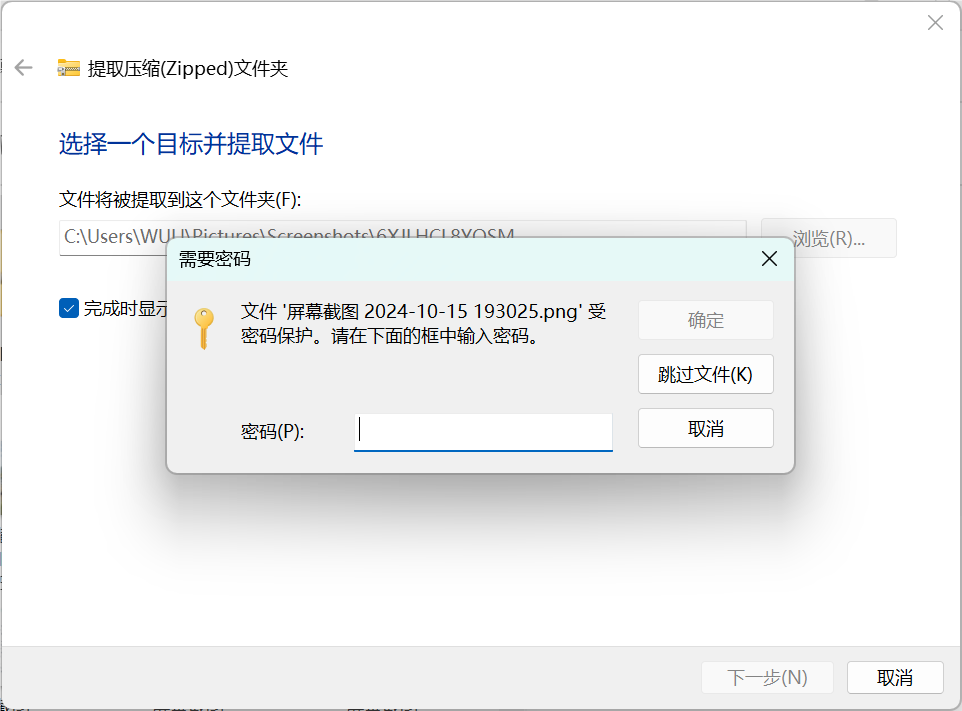 提取压缩(Zipped)文件夹
选择一个目标并提取文件
文件将被提取到这个文件夹(F):
C:\Users\WUU\Pictures\Screenshots\6XJLHCL8YOSM
浏览(R)...
需要密码
完成时显示
文件 '屏幕截图 2024-10-15 193025.png' 受
密码保护。请在下面的框中输入密码。
确定
跳过文件(K)
密码(P):
取消
下一步(N)
取消